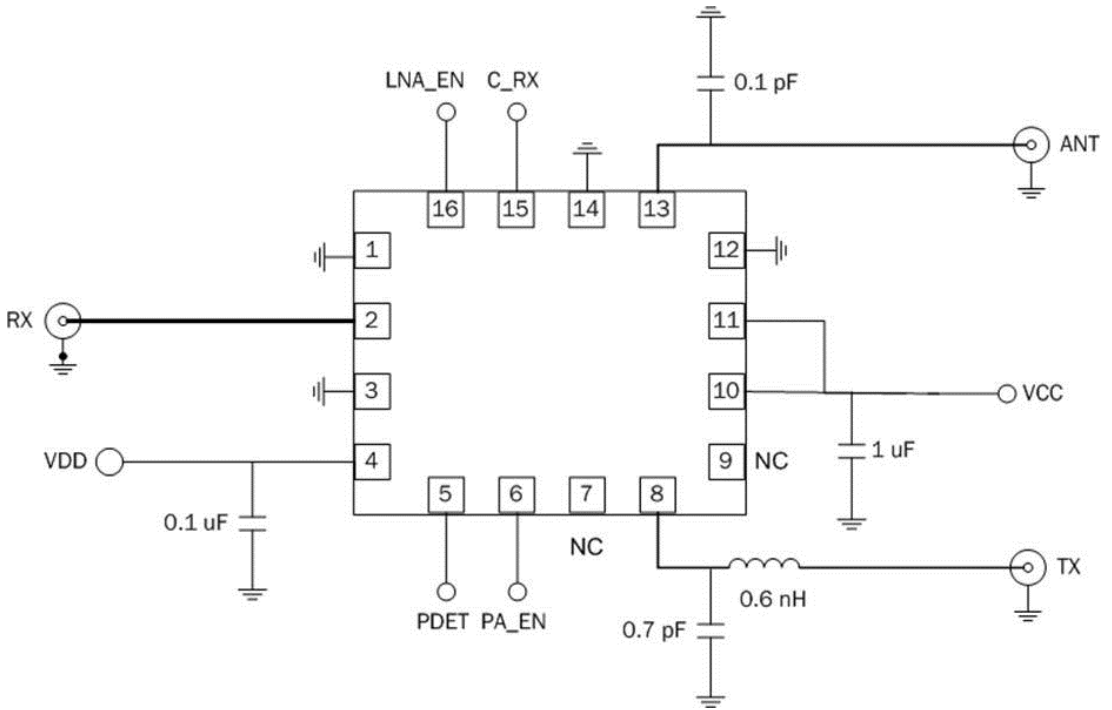 0.1 pF
LNA_EN C_RX
ANT
16 15 14 13
1 12
RX 2 11
3 10 VCC
VDD 4 9 NC 1 uF
5 6 7 8
0.1 uF
NC
TX
0.6 nH
PDET PA_EN 0.7 pF